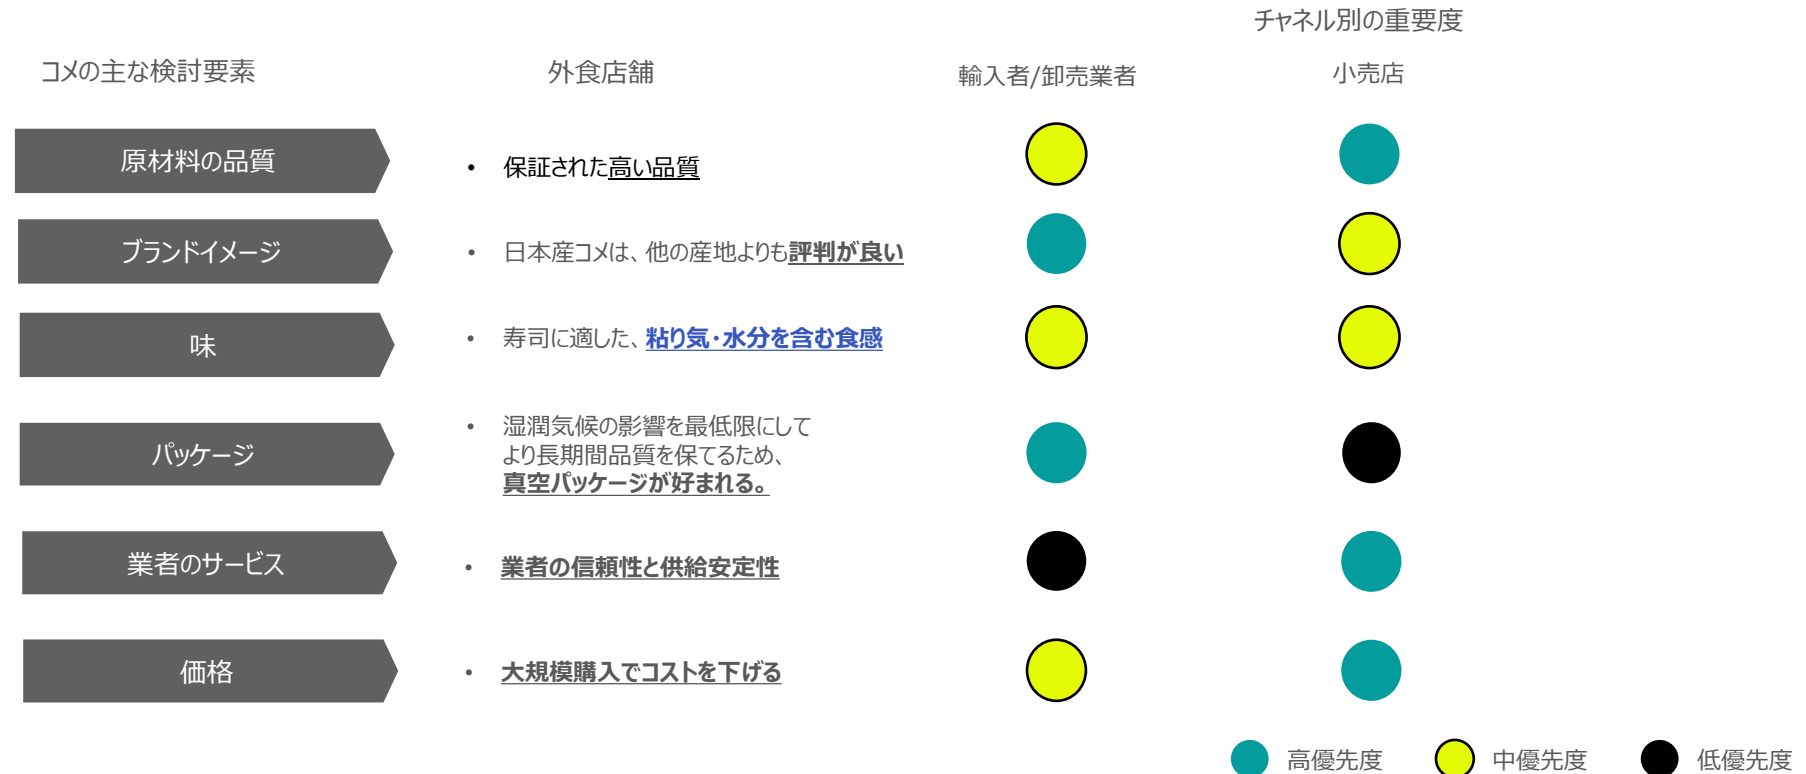 チャネル別の重要度
コメの主な検討要素
外食店舗
輸入者/卸売業者
小売店
原材料の品質
• 保証された高い品質
ブランドイメージ
• 日本産コメは、他の産地よりも評判が良い
味
• 寿司に適した、粘り気・水分を含む食感
パッケージ
• 湿潤気候の影響を最低限にして
より長期間品質を保てるため、
真空パッケージが好まれる。
業者のサービス
• 業者の信頼性と供給安定性
価格
• 大規模購入でコストを下げる
高優先度
中優先度
低優先度